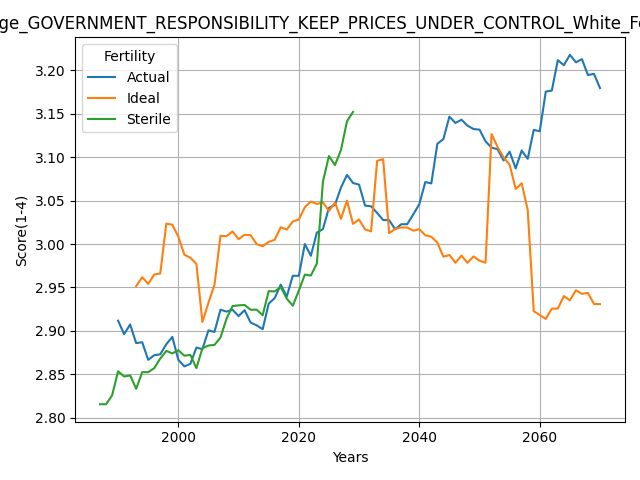 ge_GOVERNMENT_RESPONSIBILITY_KEEP_PRICES_UNDER_CONTROL_White_Fe
Fertility
Actual
Ideal
Sterile
3.20
3.15
3.10
3.05
3.00
2.95
2.90
2.85
2.80
Score(1-4)
2000
2020
2040
2060
Years